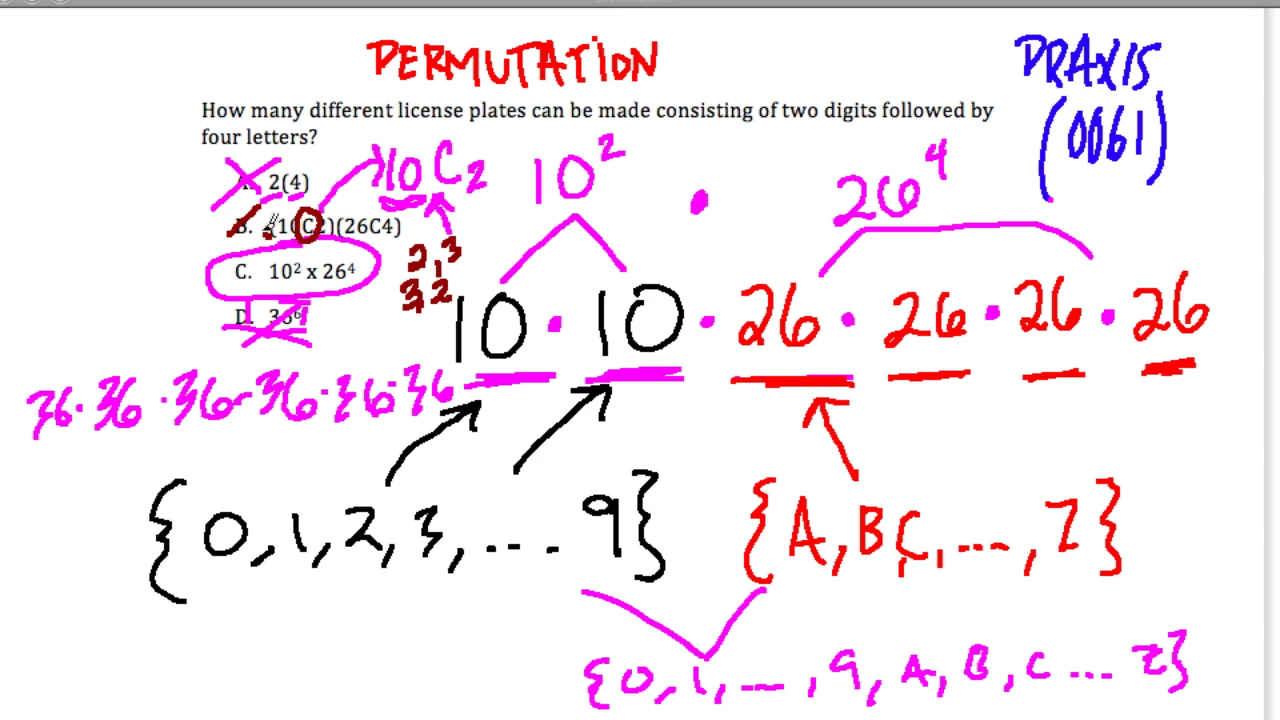 PERMUTATION
PRAXIS
(0061)
How many different license plates can be made consisting of two digits followed by
four letters?
A. 2(4)
B. (10C2)(26C4)
C. 10² x 26⁴
D. 36⁶
10C2
10² · 26⁴
2,3
3,2
10 · 10 · 26 · 26 · 26 · 26
36·36·36·36·36·36
{0,1,2,3,... 9}
{A,B,C,...,Z}
{0,1,...,9,A,B,C...Z}